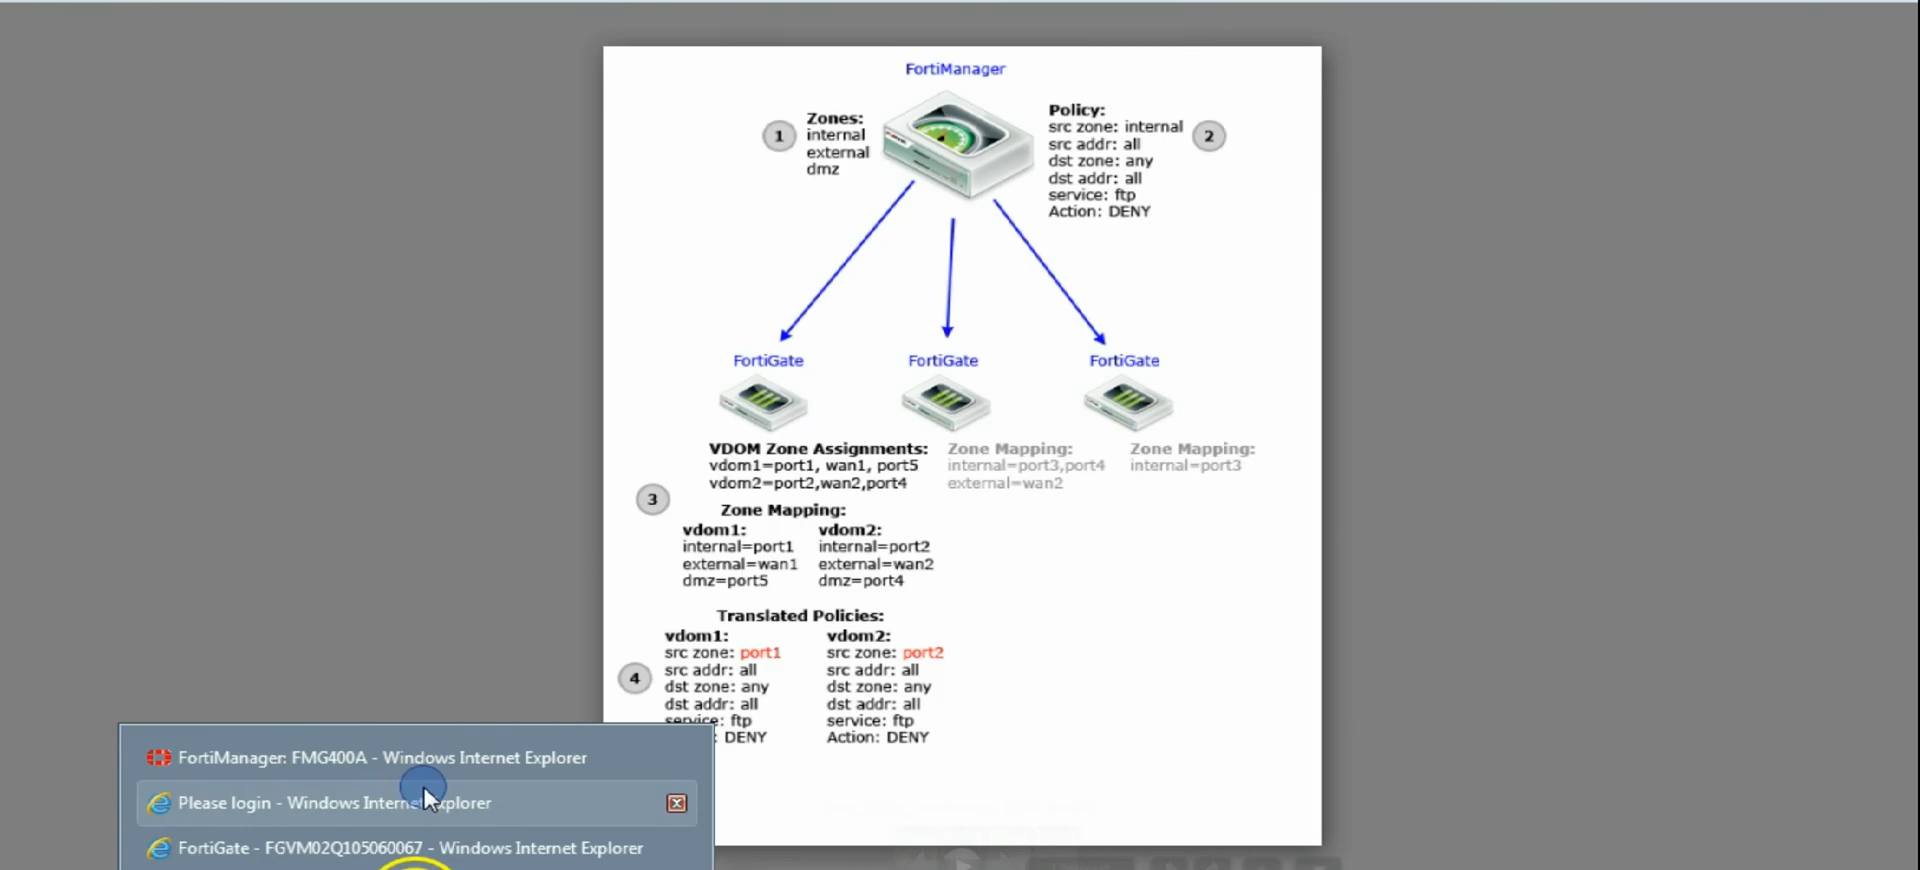 FortiManager
1
Zones:
internal
external
dmz
Policy:
src zone: internal
src addr: all
dst zone: any
dst addr: all
service: ftp
Action: DENY
2
FortiGate
FortiGate
FortiGate
VDOM Zone Assignments:
vdom1=port1, wan1, port5
vdom2=port2,wan2,port4
Zone Mapping:
internal=port3,port4
external=wan2
Zone Mapping:
internal=port3
3
Zone Mapping:
vdom1:
internal=port1
external=wan1
dmz=port5
vdom2:
internal=port2
external=wan2
dmz=port4
Translated Policies:
4
vdom1:
src zone: port1
src addr: all
dst zone: any
dst addr: all
service: ftp
: DENY
vdom2:
src zone: port2
src addr: all
dst zone: any
dst addr: all
service: ftp
Action: DENY
FortiManager: FMG400A - Windows Internet Explorer
Please login - Windows Internet Explorer
FortiGate - FGVM02Q105060067 - Windows Internet Explorer